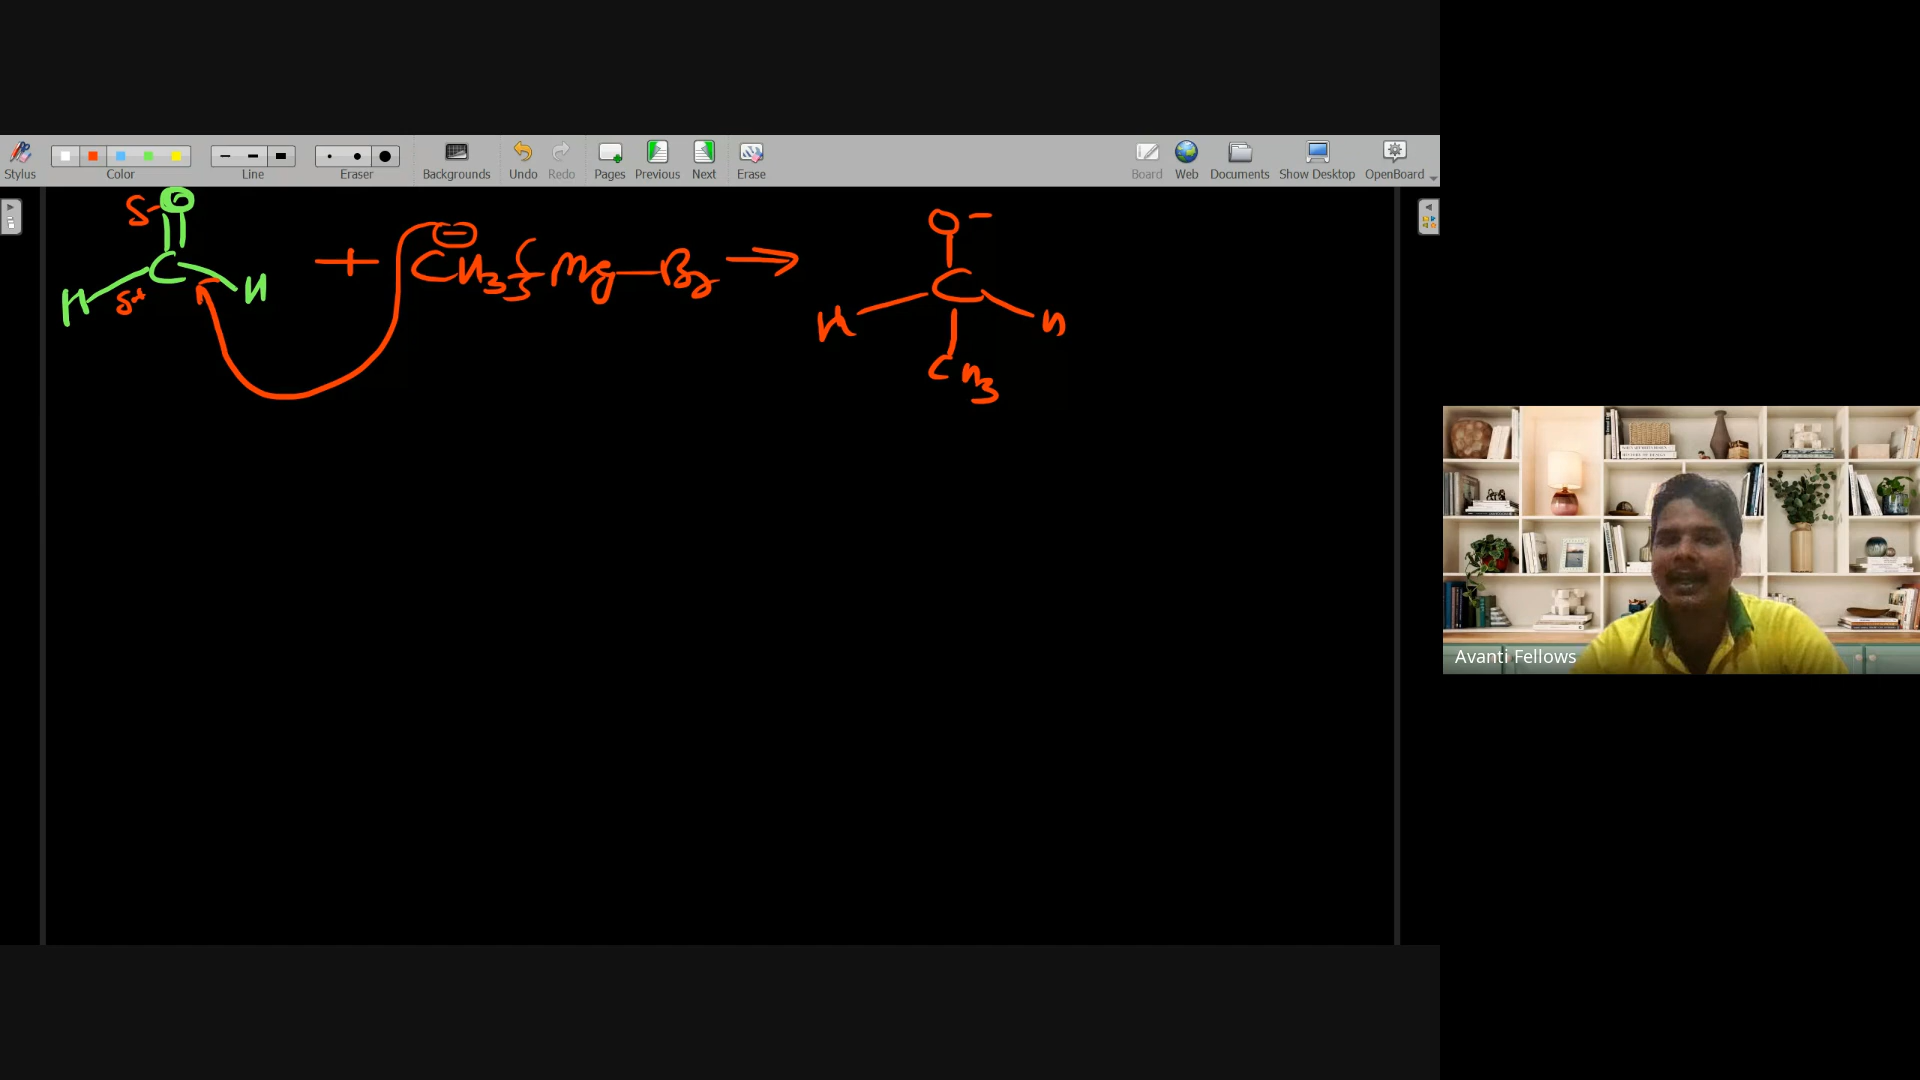 Stylus Color Line Eraser Backgrounds Undo Redo Pages Previous Next Erase Board Web Documents Show Desktop OpenBoard
δ- O
C
H δ+ H
+ CH3 - Mg - Br →
O -
C
H H
CH3
Avanti Fellows